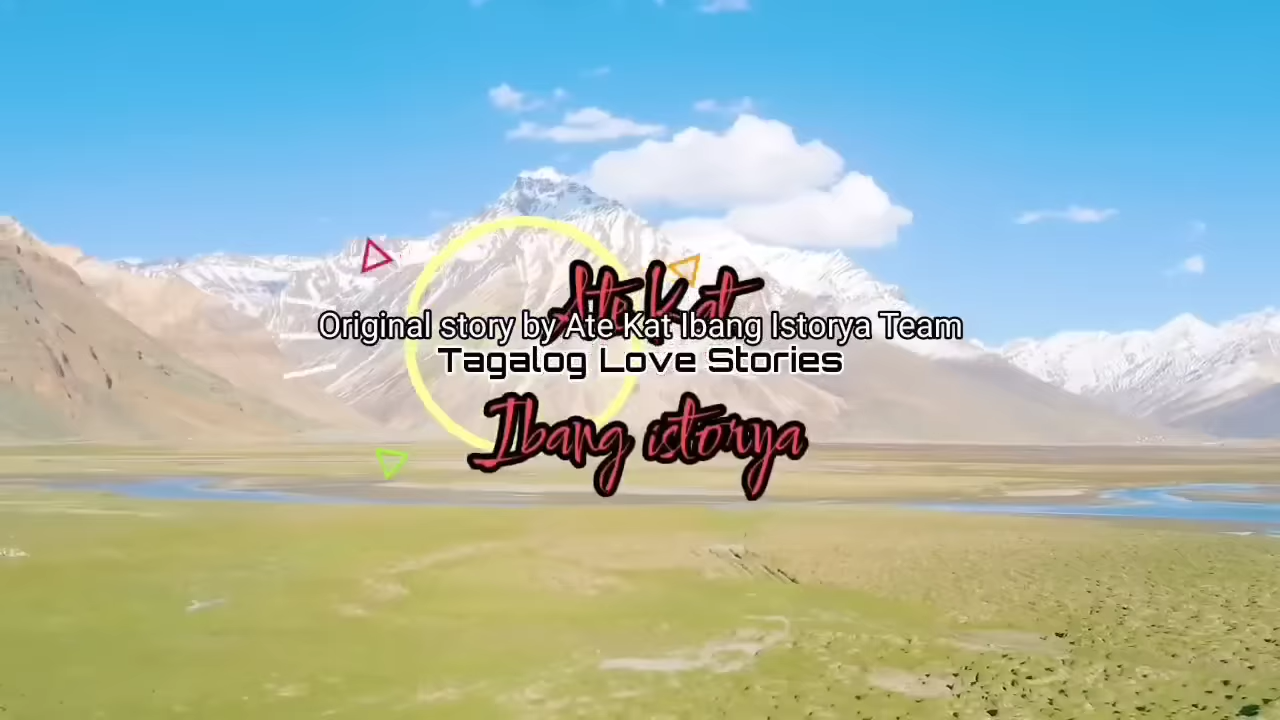 Ate Kat
Original story by Ate Kat Ibang Istorya Team
Tagalog Love Stories
Ibang istorya